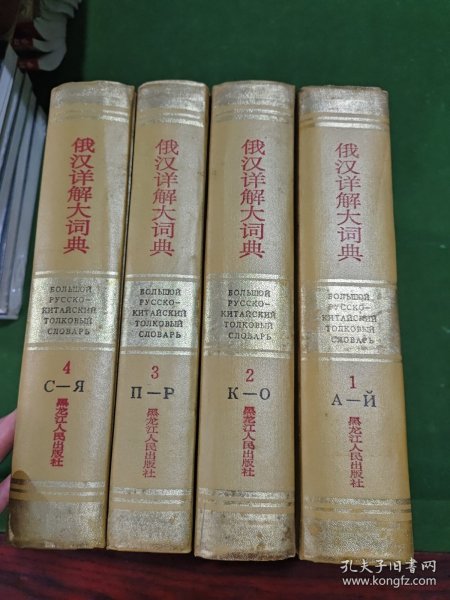 俄汉详解大词典
БОЛЬШОЙ
РУССКО-
КИТАЙСКИЙ
ТОЛКОВЫЙ
СЛОВАРЬ
4
С—Я
黑龙江人民出版社
俄汉详解大词典
БОЛЬШОЙ
РУССКО-
КИТАЙСКИЙ
ТОЛКОВЫЙ
СЛОВАРЬ
3
П—Р
黑龙江人民出版社
俄汉详解大词典
БОЛЬШОЙ
РУССКО-
КИТАЙСКИЙ
ТОЛКОВЫЙ
СЛОВАРЬ
2
К—О
黑龙江人民出版社
俄汉详解大词典
БОЛЬШОЙ
РУССКО-
КИТАЙСКИЙ
ТОЛКОВЫЙ
СЛОВАРЬ
1
А—Й
黑龙江人民出版社
孔夫子旧书网
www.kongfz.com